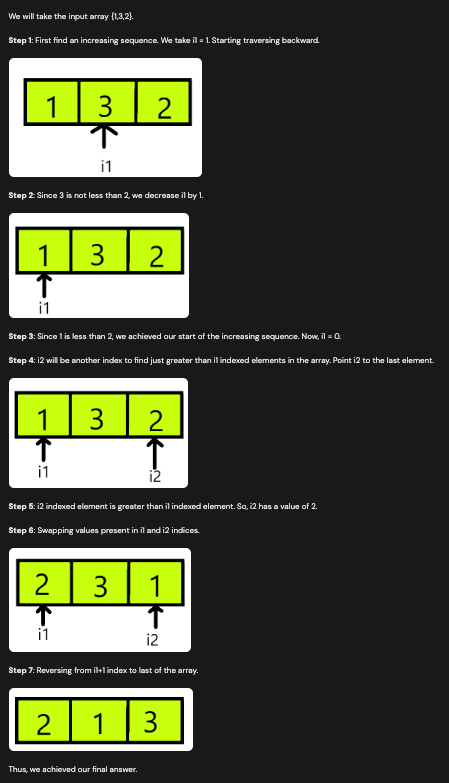 We will take the input array {1,3,2}.
Step 1: First find an increasing sequence. We take i1 = 1. Starting traversing backward.
1 3 2
i1
Step 2: Since 3 is not less than 2, we decrease i1 by 1.
1 3 2
i1
Step 3: Since 1 is less than 2, we achieved our start of the increasing sequence. Now, i1 = 0.
Step 4: i2 will be another index to find just greater than i1 indexed elements in the array. Point i2 to the last element.
1 3 2
i1 i2
Step 5: i2 indexed element is greater than i1 indexed element. So, i2 has a value of 2.
Step 6: Swapping values present in i1 and i2 indices.
2 3 1
i1 i2
Step 7: Reversing from i1+1 index to last of the array.
2 1 3
Thus, we achieved our final answer.